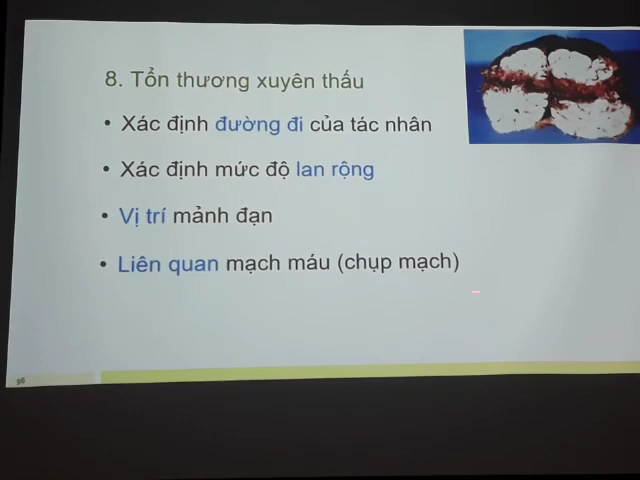 8. Tổn thương xuyên thấu
• Xác định đường đi của tác nhân
• Xác định mức độ lan rộng
• Vị trí mảnh đạn
• Liên quan mạch máu (chụp mạch)
96